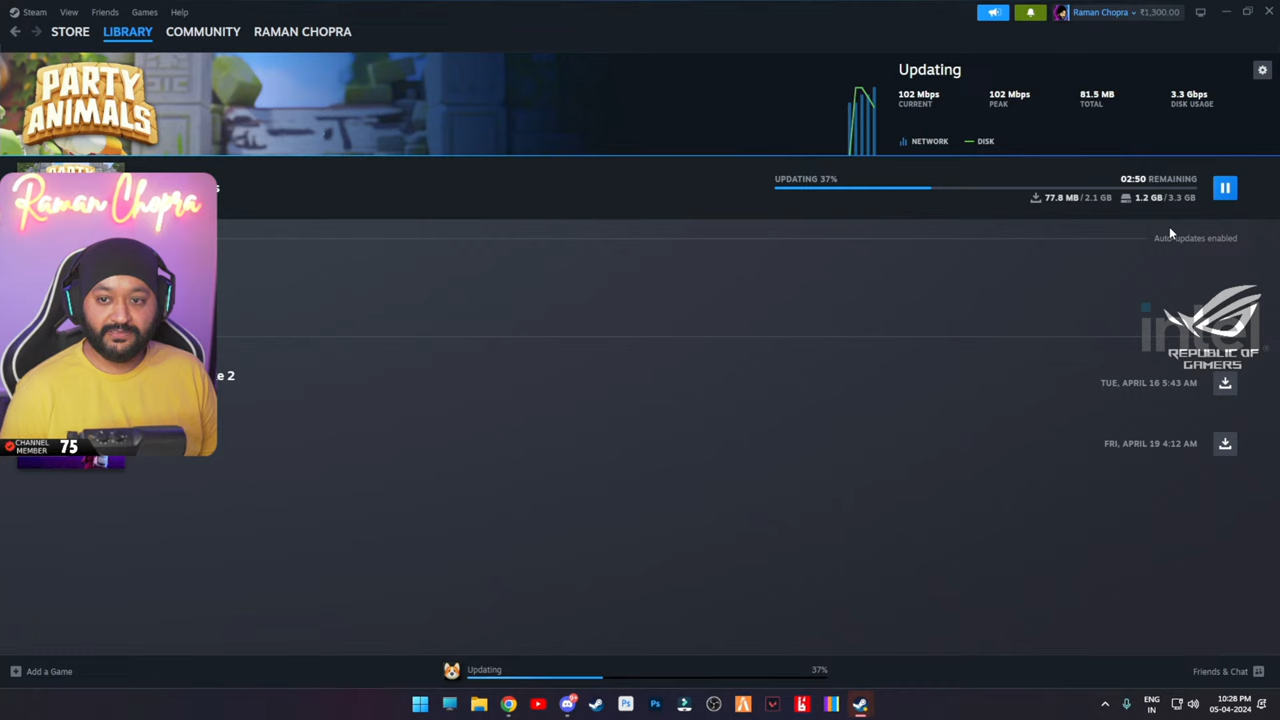 Steam View Friends Games Help
Raman Chopra ₹1,300.00
STORE LIBRARY COMMUNITY RAMAN CHOPRA
PARTY
ANIMALS
Updating
102 Mbps 102 Mbps 81.5 MB 3.3 Gbps
CURRENT PEAK TOTAL DISK USAGE
NETWORK DISK
UPDATING 37% 02:50 REMAINING
77.8 MB/2.1 GB 1.2 GB/3.3 GB
Auto updates enabled
Raman Chopra
intel
REPUBLIC OF
GAMERS
2
TUE, APRIL 16 5:43 AM
CHANNEL
MEMBER 75
FRI, APRIL 19 4:12 AM
Add a Game
Updating 37%
Friends & Chat
ENG
IN
10:28 PM
05-04-2024